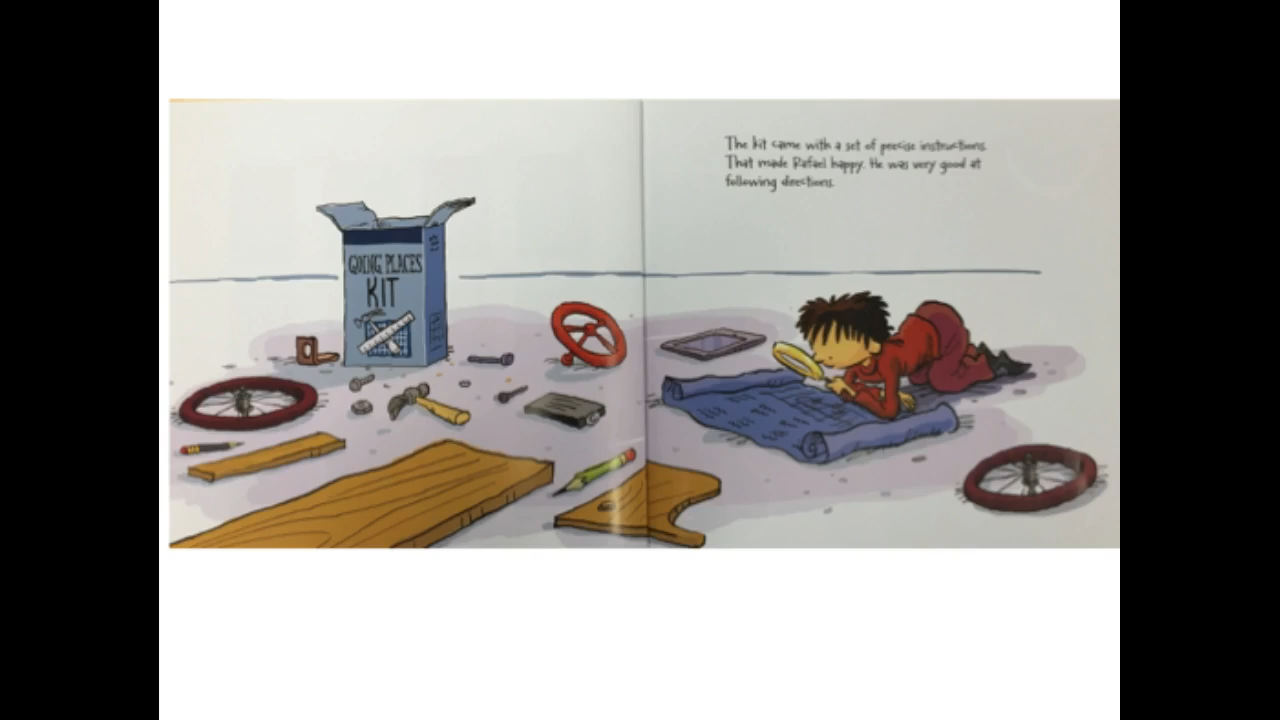 GOING PLACES
KIT
The kit came with a set of precise instructions.
That made Rafael happy. He was very good at
following directions.